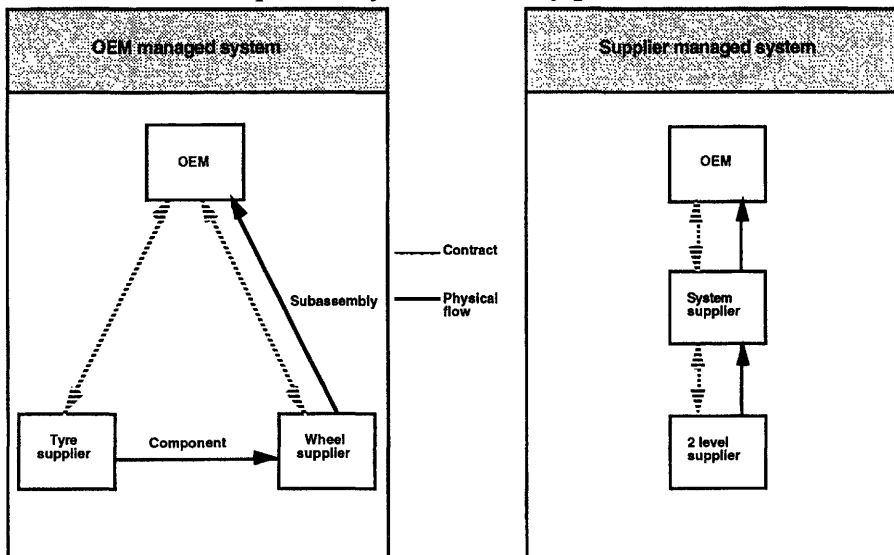 OEM managed system
OEM
Subassembly
Tyre
supplier
Component
Wheel
supplier
Contract
Physical
flow
Supplier managed system
OEM
System
supplier
2 level
supplier